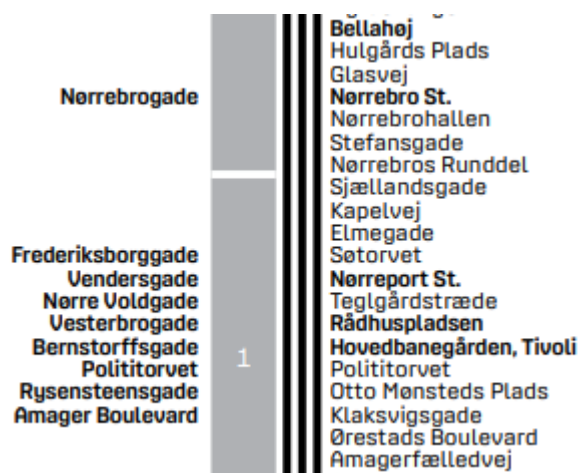 Bellahøj
Hulgårds Plads
Glasvej
Nørrebrogade Nørrebro St.
Nørrebrohallen
Stefansgade
Nørrebros Runddel
Sjællandsgade
Kapelvej
Elmegade
Frederiksborggade Søtorvet
Vendersgade Nørreport St.
Nørre Voldgade Teglgårdstræde
Vesterbrogade Rådhuspladsen
Bernstorffsgade 1 Hovedbanegården, Tivoli
Polititorvet Polititorvet
Rysensteensgade Otto Mønsteds Plads
Amager Boulevard Klaksvigsgade
Ørestads Boulevard
Amagerfælledvej